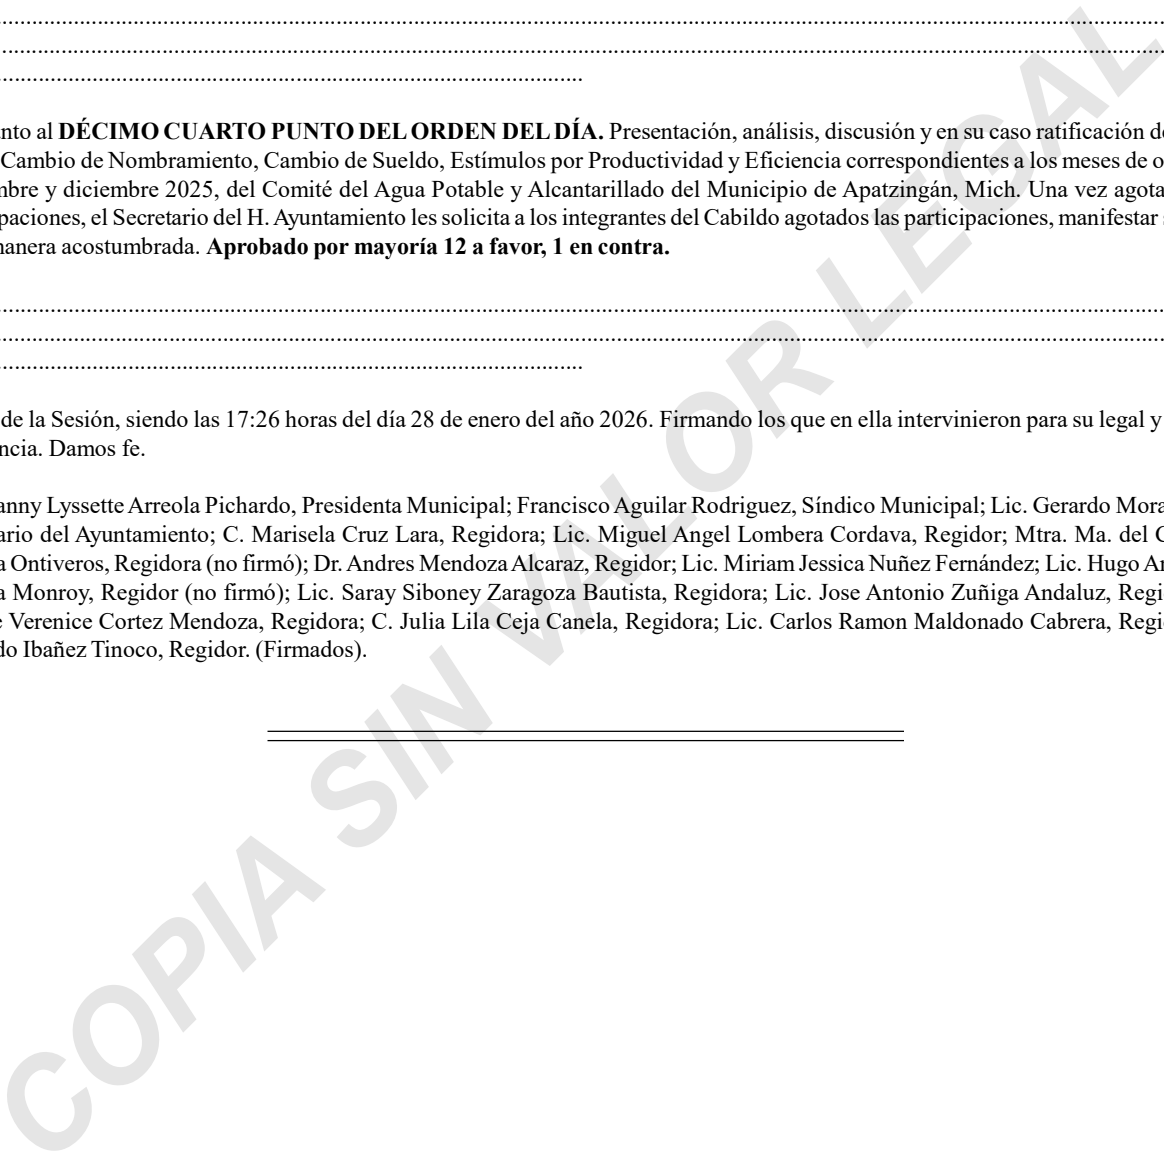 ................................................................................................................................................................................................
................................................................................................................................................................................................
................................................................................................
nto al DÉCIMO CUARTO PUNTO DEL ORDEN DEL DÍA. Presentación, análisis, discusión y en su caso ratificación d
Cambio de Nombramiento, Cambio de Sueldo, Estímulos por Productividad y Eficiencia correspondientes a los meses de o
mbre y diciembre 2025, del Comité del Agua Potable y Alcantarillado del Municipio de Apatzingán, Mich. Una vez agota
paciones, el Secretario del H. Ayuntamiento les solicita a los integrantes del Cabildo agotados las participaciones, manifestar
nanera acostumbrada. Aprobado por mayoría 12 a favor, 1 en contra.
................................................................................................................................................................................................
................................................................................................................................................................................................
................................................................................................
de la Sesión, siendo las 17:26 horas del día 28 de enero del año 2026. Firmando los que en ella intervinieron para su legal y
ncia. Damos fe.
anny Lyssette Arreola Pichardo, Presidenta Municipal; Francisco Aguilar Rodriguez, Síndico Municipal; Lic. Gerardo Mora
ario del Ayuntamiento; C. Marisela Cruz Lara, Regidora; Lic. Miguel Angel Lombera Cordava, Regidor; Mtra. Ma. del C
a Ontiveros, Regidora (no firmó); Dr. Andres Mendoza Alcaraz, Regidor; Lic. Miriam Jessica Nuñez Fernández; Lic. Hugo A
a Monroy, Regidor (no firmó); Lic. Saray Siboney Zaragoza Bautista, Regidora; Lic. Jose Antonio Zuñiga Andaluz, Regi
e Verenice Cortez Mendoza, Regidora; C. Julia Lila Ceja Canela, Regidora; Lic. Carlos Ramon Maldonado Cabrera, Regi
do Ibañez Tinoco, Regidor. (Firmados).
COPIA SIN VALOR LEGAL